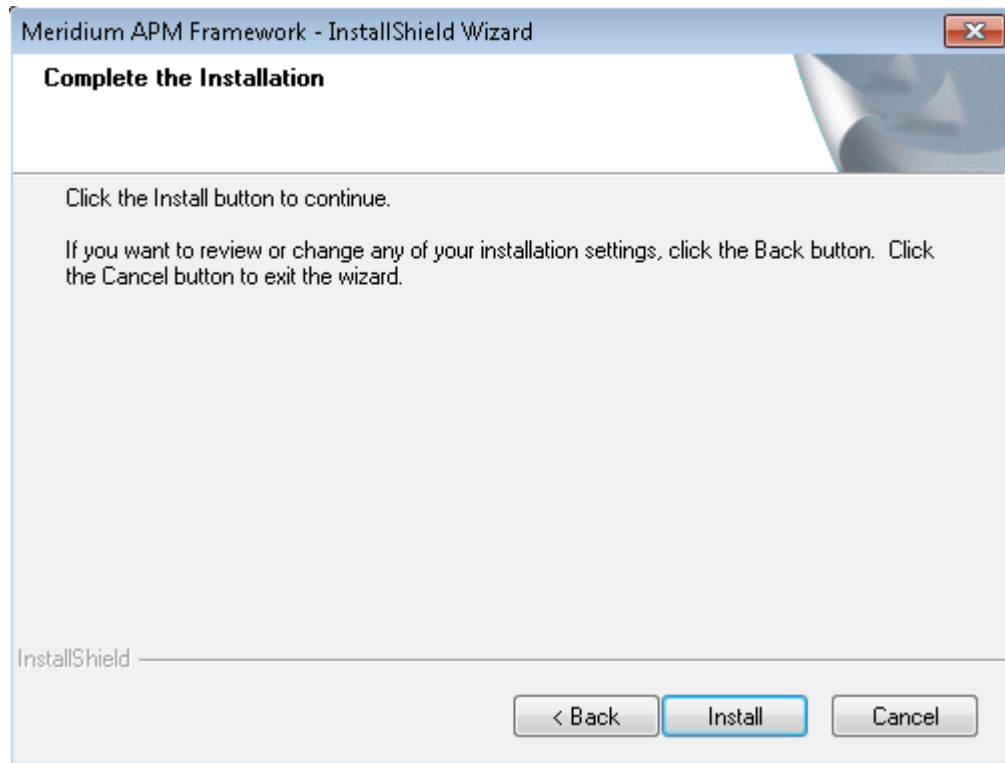 Meridium APM Framework - InstallShield Wizard
Complete the Installation
Click the Install button to continue.
If you want to review or change any of your installation settings, click the Back button.  Click
the Cancel button to exit the wizard.
InstallShield
< Back Install Cancel